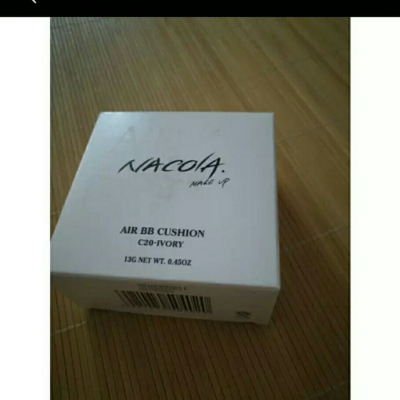 NACOLA.
MAKE UP
AIR BB CUSHION
C20-IVORY
13G NET WT. 0.45OZ